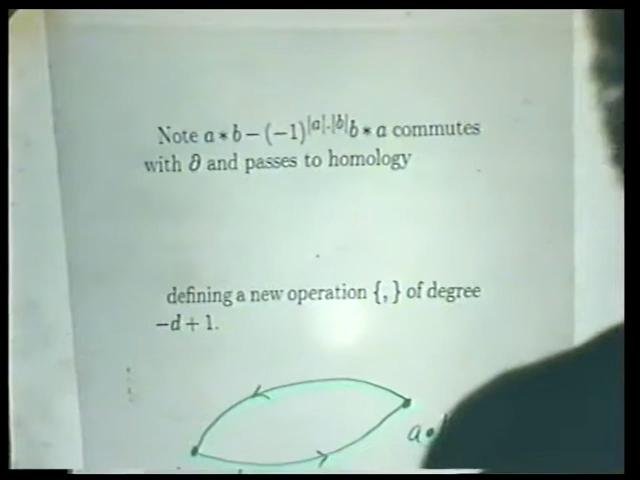 Note a * b − (−1)^{|a|·|b|} b * a commutes
with ∂ and passes to homology
defining a new operation {,} of degree
−d + 1.
a •